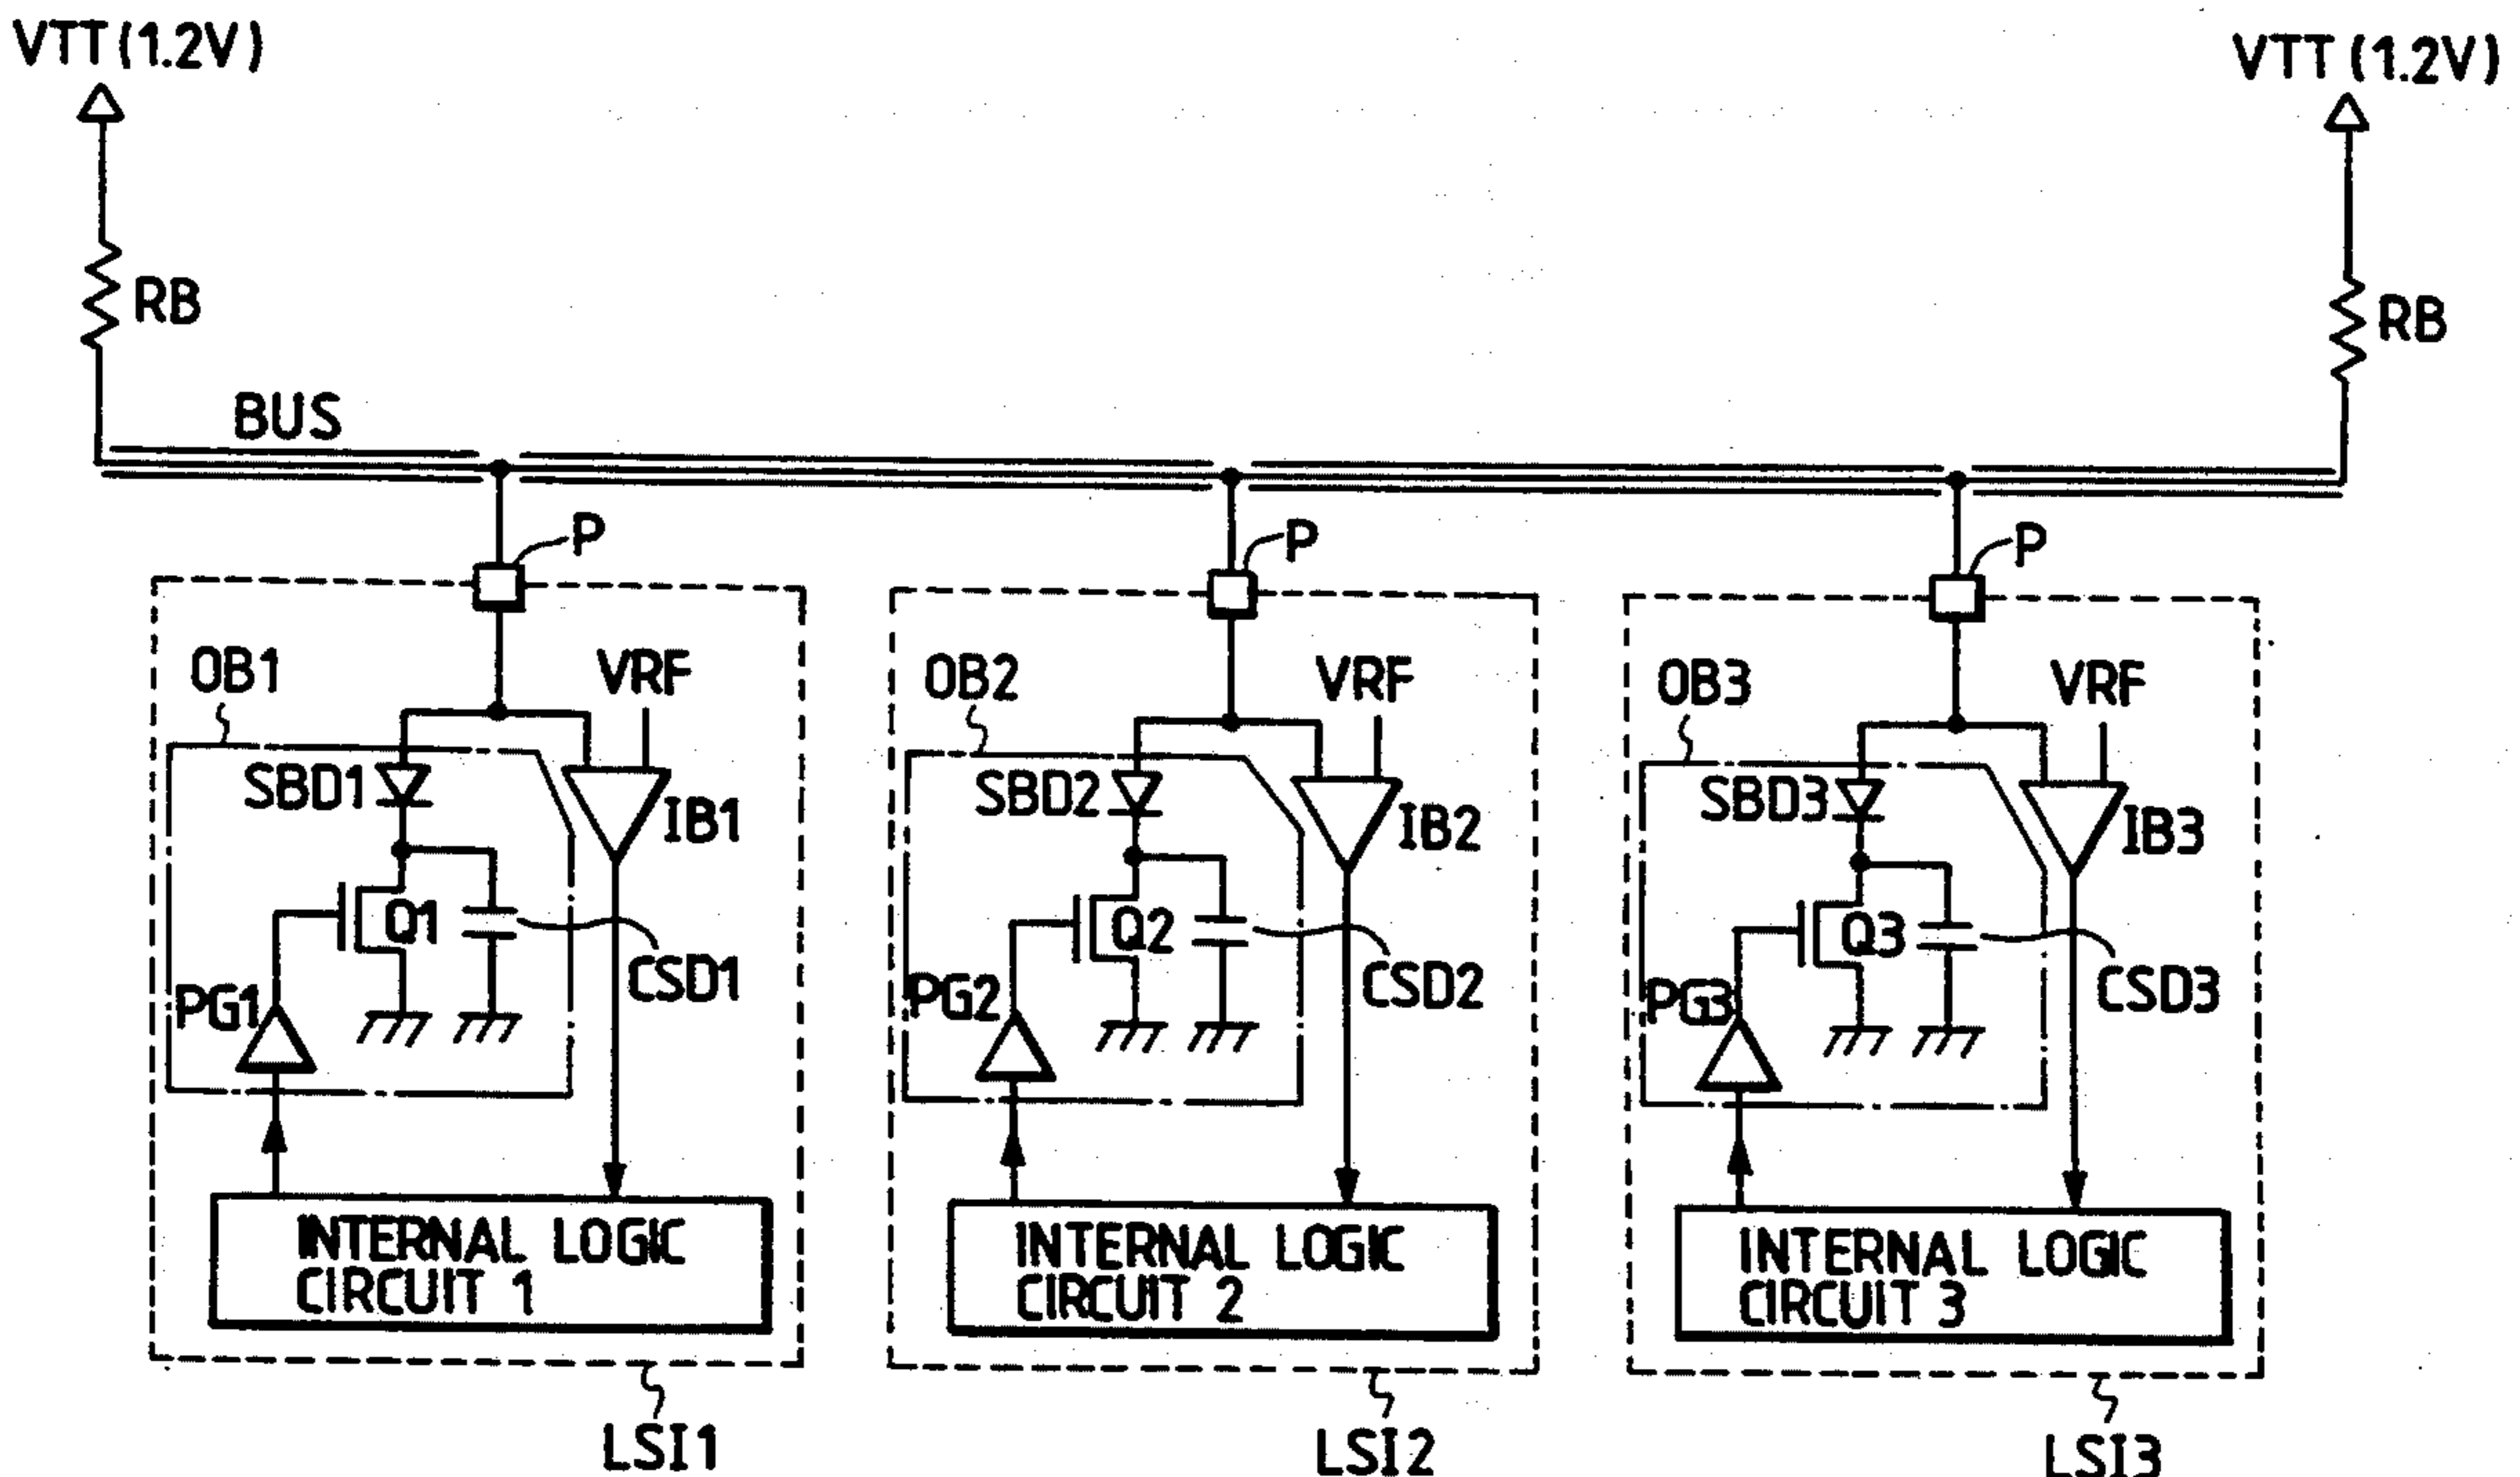 VTT(1.2V)
VTT(1.2V)
RB
RB
BUS
P
P
P
OB1
VRF
OB2
VRF
OB3
VRF
SBD1
IB1
SBD2
IB2
SBD3
IB3
Q1
Q2
Q3
CSD1
CSD2
CSD3
PG1
PG2
PG3
INTERNAL LOGIC
CIRCUIT 1
INTERNAL LOGIC
CIRCUIT 2
INTERNAL LOGIC
CIRCUIT 3
LSI1
LSI2
LSI3